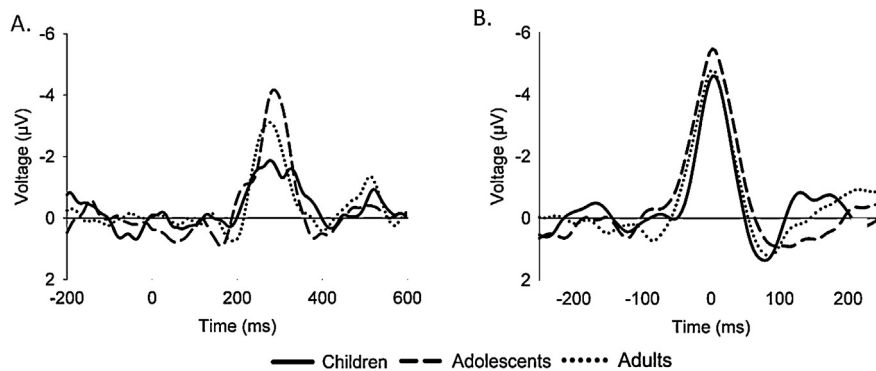 A.
-6
-4
-2
0
2
Voltage (µV)
-200 0 200 400 600
Time (ms)
B.
-6
-4
-2
0
2
Voltage (µV)
-200 -100 0 100 200
Time (ms)
Children Adolescents Adults